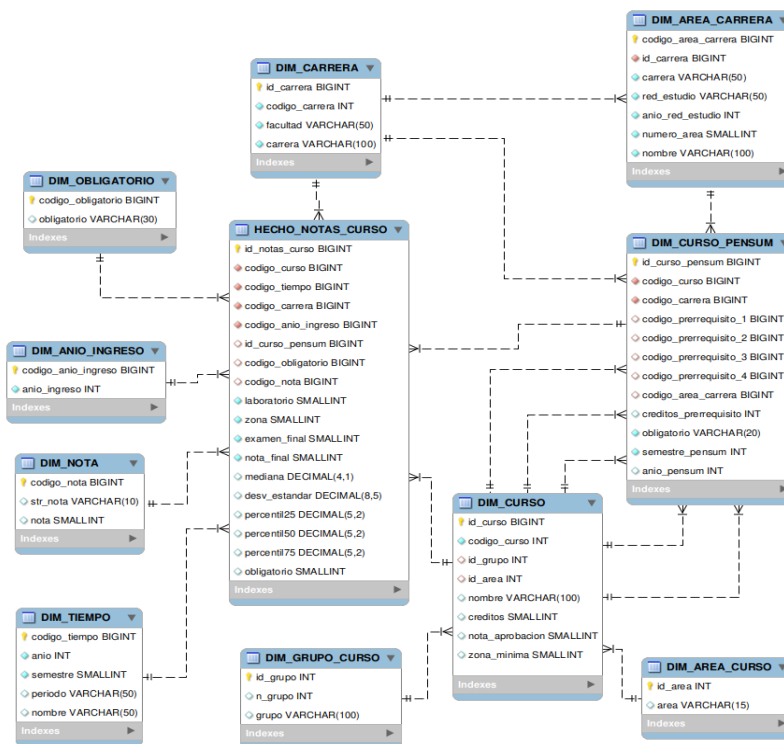 DIM_AREA_CARRERA
codigo_area_carrera BIGINT
id_carrera BIGINT
carrera VARCHAR(50)
red_estudio VARCHAR(50)
anio_red_estudio INT
numero_area SMALLINT
nombre VARCHAR(100)
Indexes
DIM_CARRERA
id_carrera BIGINT
codigo_carrera INT
facultad VARCHAR(50)
carrera VARCHAR(100)
Indexes
DIM_OBLIGATORIO
codigo_obligatorio BIGINT
obligatorio VARCHAR(30)
Indexes
HECHO_NOTAS_CURSO
id_notas_curso BIGINT
codigo_curso BIGINT
codigo_tiempo BIGINT
codigo_carrera BIGINT
codigo_anio_ingreso BIGINT
id_curso_pensum BIGINT
codigo_obligatorio BIGINT
codigo_nota BIGINT
laboratorio SMALLINT
zona SMALLINT
examen_final SMALLINT
nota_final SMALLINT
mediana DECIMAL(4,1)
desv_estandar DECIMAL(8,5)
percentil25 DECIMAL(5,2)
percentil50 DECIMAL(5,2)
percentil75 DECIMAL(5,2)
obligatorio SMALLINT
Indexes
DIM_CURSO_PENSUM
id_curso_pensum BIGINT
codigo_curso BIGINT
codigo_carrera BIGINT
codigo_prerrequisito_1 BIGINT
codigo_prerrequisito_2 BIGINT
codigo_prerrequisito_3 BIGINT
codigo_prerrequisito_4 BIGINT
codigo_area_carrera BIGINT
creditos_prerrequisito INT
obligatorio VARCHAR(20)
semestre_pensum INT
anio_pensum INT
Indexes
DIM_ANIO_INGRESO
codigo_anio_ingreso BIGINT
anio_ingreso INT
Indexes
DIM_NOTA
codigo_nota BIGINT
str_nota VARCHAR(10)
nota SMALLINT
Indexes
DIM_CURSO
id_curso BIGINT
codigo_curso INT
id_grupo INT
id_area INT
nombre VARCHAR(100)
creditos SMALLINT
nota_aprobacion SMALLINT
zona_minima SMALLINT
Indexes
DIM_TIEMPO
codigo_tiempo BIGINT
anio INT
semestre SMALLINT
periodo VARCHAR(50)
nombre VARCHAR(50)
Indexes
DIM_GRUPO_CURSO
id_grupo INT
n_grupo INT
grupo VARCHAR(100)
Indexes
DIM_AREA_CURSO
id_area INT
area VARCHAR(15)
Indexes